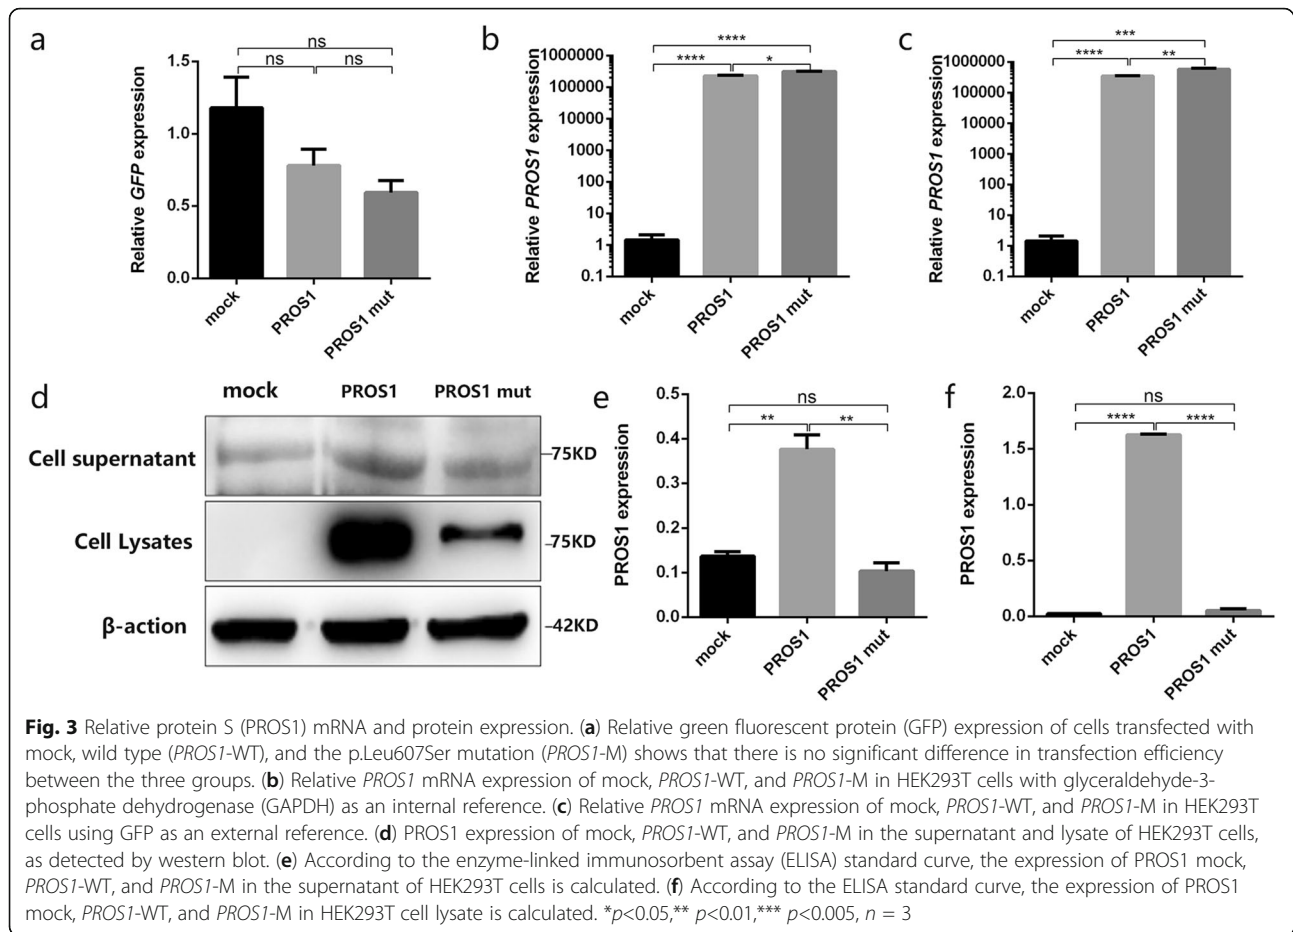 a
ns
ns
ns
1.5
1.0
0.5
0.0
Relative GFP expression
mock
PROS1
PROS1 mut
b
****
****
*
1000000
100000
10000
1000
100
10
1
0.1
Relative PROS1 expression
mock
PROS1
PROS1 mut
c
***
****
**
1000000
100000
10000
1000
100
10
1
0.1
Relative PROS1 expression
mock
PROS1
PROS1 mut
d
mock PROS1 PROS1 mut
Cell supernatant
–75KD
Cell Lysates
–75KD
β-action
–42KD
e
ns
**
**
0.5
0.4
0.3
0.2
0.1
0.0
PROS1 expression
mock
PROS1
PROS1 mut
f
ns
****
****
2.0
1.5
1.0
0.5
0.0
PROS1 expression
mock
PROS1
PROS1 mut
Fig. 3 Relative protein S (PROS1) mRNA and protein expression. (a) Relative green fluorescent protein (GFP) expression of cells transfected with
mock, wild type (PROS1-WT), and the p.Leu607Ser mutation (PROS1-M) shows that there is no significant difference in transfection efficiency
between the three groups. (b) Relative PROS1 mRNA expression of mock, PROS1-WT, and PROS1-M in HEK293T cells with glyceraldehyde-3-
phosphate dehydrogenase (GAPDH) as an internal reference. (c) Relative PROS1 mRNA expression of mock, PROS1-WT, and PROS1-M in HEK293T
cells using GFP as an external reference. (d) PROS1 expression of mock, PROS1-WT, and PROS1-M in the supernatant and lysate of HEK293T cells,
as detected by western blot. (e) According to the enzyme-linked immunosorbent assay (ELISA) standard curve, the expression of PROS1 mock,
PROS1-WT, and PROS1-M in the supernatant of HEK293T cells is calculated. (f) According to the ELISA standard curve, the expression of PROS1
mock, PROS1-WT, and PROS1-M in HEK293T cell lysate is calculated. *p<0.05,** p<0.01,*** p<0.005, n = 3